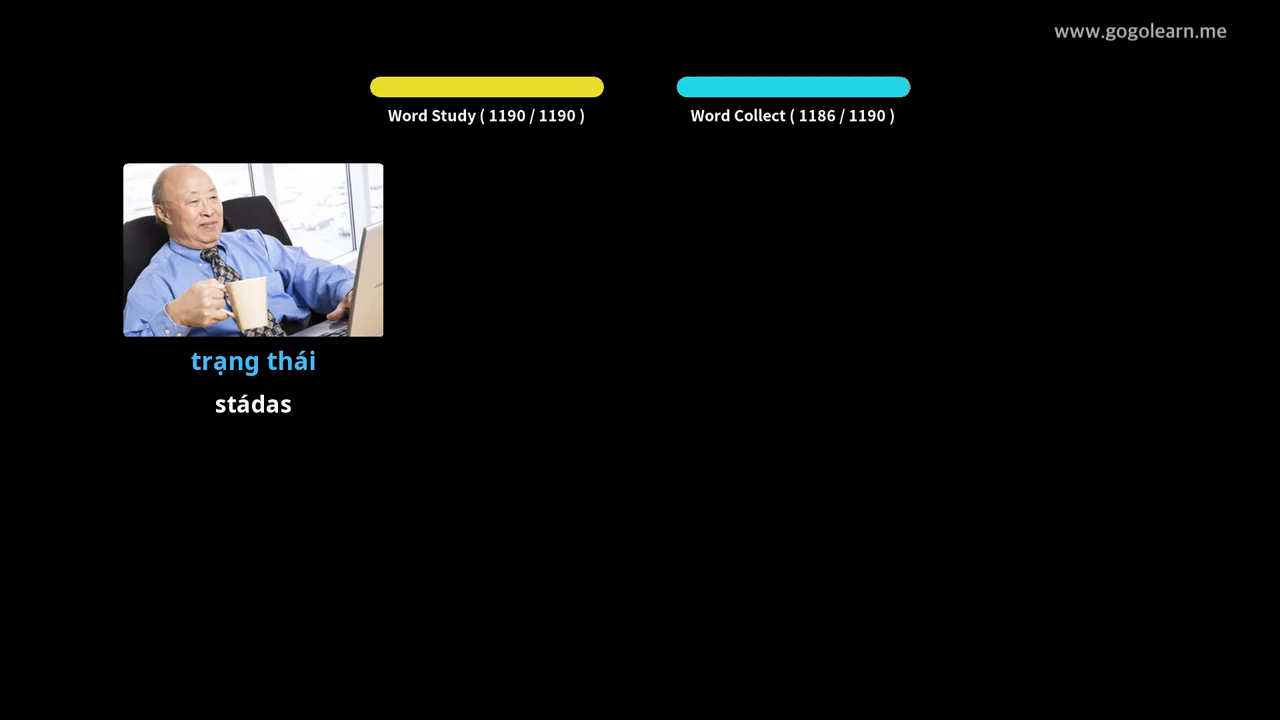 www.gogolearn.me
Word Study ( 1190 / 1190 )
Word Collect ( 1186 / 1190 )
trạng thái
stádas